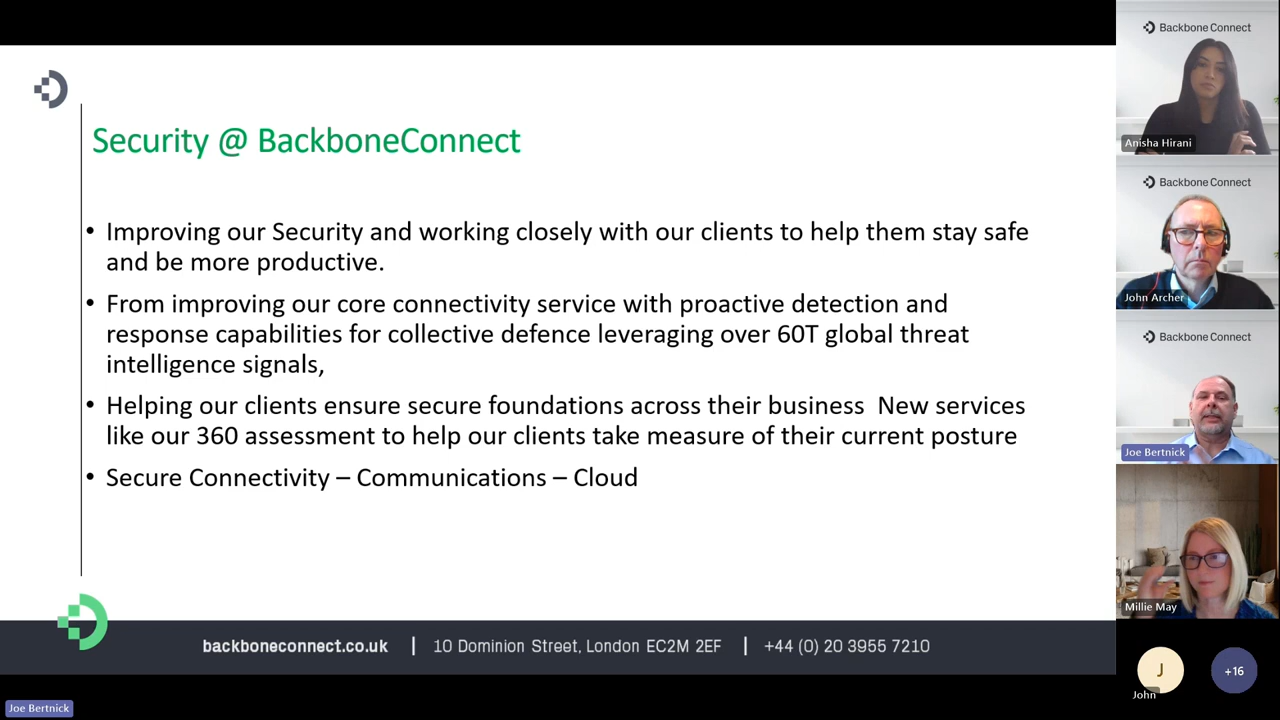 Security @ BackboneConnect
• Improving our Security and working closely with our clients to help them stay safe
and be more productive.
• From improving our core connectivity service with proactive detection and
response capabilities for collective defence leveraging over 60T global threat
intelligence signals,
• Helping our clients ensure secure foundations across their business  New services
like our 360 assessment to help our clients take measure of their current posture
• Secure Connectivity – Communications – Cloud
backboneconnect.co.uk | 10 Dominion Street, London EC2M 2EF | +44 (0) 20 3955 7210
Joe Bertnick
Backbone Connect
Anisha Hirani
Backbone Connect
John Archer
Backbone Connect
Joe Bertnick
Millie May
J
John
+16